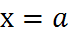 x = a